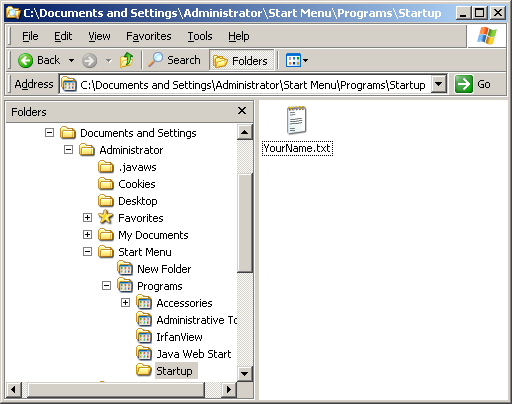 C:\Documents and Settings\Administrator\Start Menu\Programs\Startup
File Edit View Favorites Tools Help
Back Search Folders
Address C:\Documents and Settings\Administrator\Start Menu\Programs\Startup Go
Folders
Documents and Settings
Administrator
.javaws
Cookies
Desktop
Favorites
My Documents
Start Menu
New Folder
Programs
Accessories
Administrative To
IrfanView
Java Web Start
Startup
YourName.txt